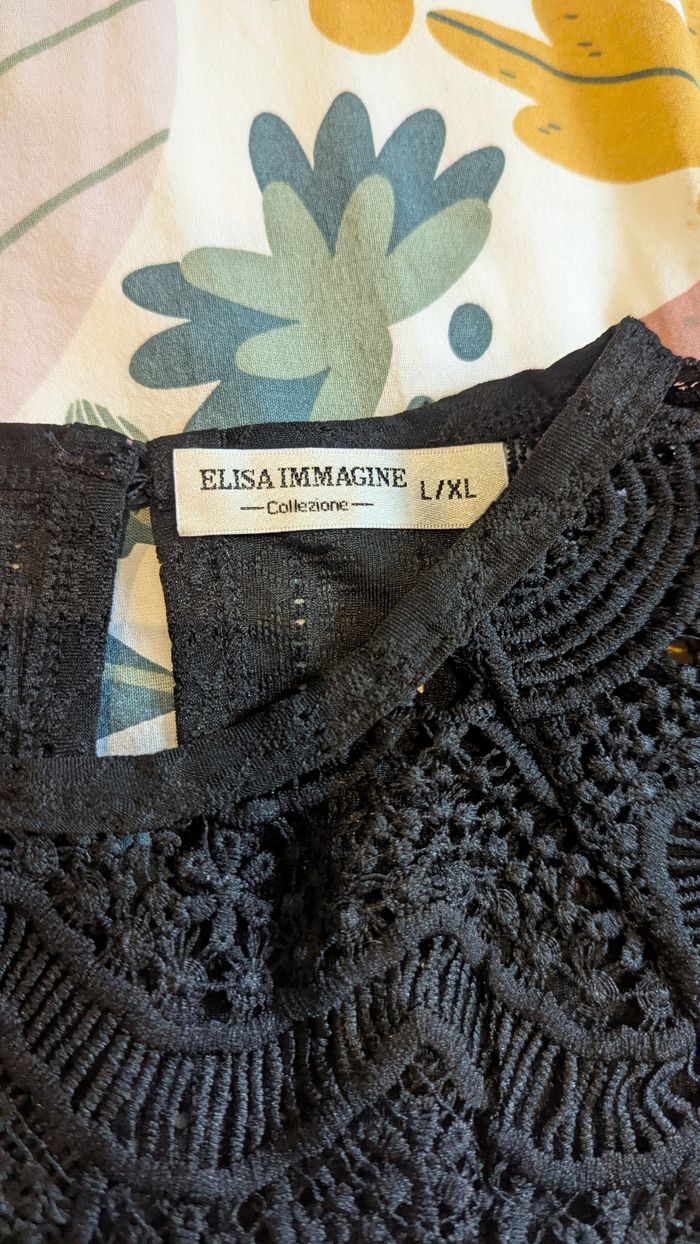 ELISA IMMAGINE
—Collezione—
L/XL